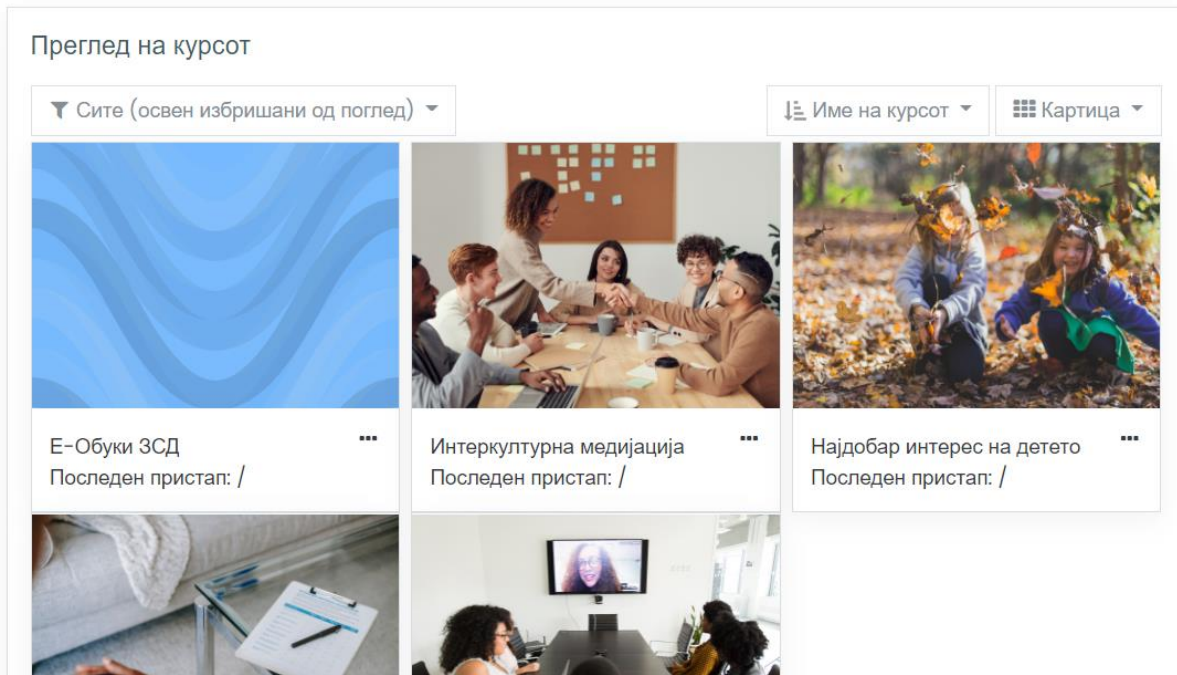 Преглед на курсот
Сите (освен избришани од поглед)
Име на курсот
Картица
Е-Обуки ЗСД
Последен пристап: /
Интеркултурна медијација
Последен пристап: /
Најдобар интерес на детето
Последен пристап: /